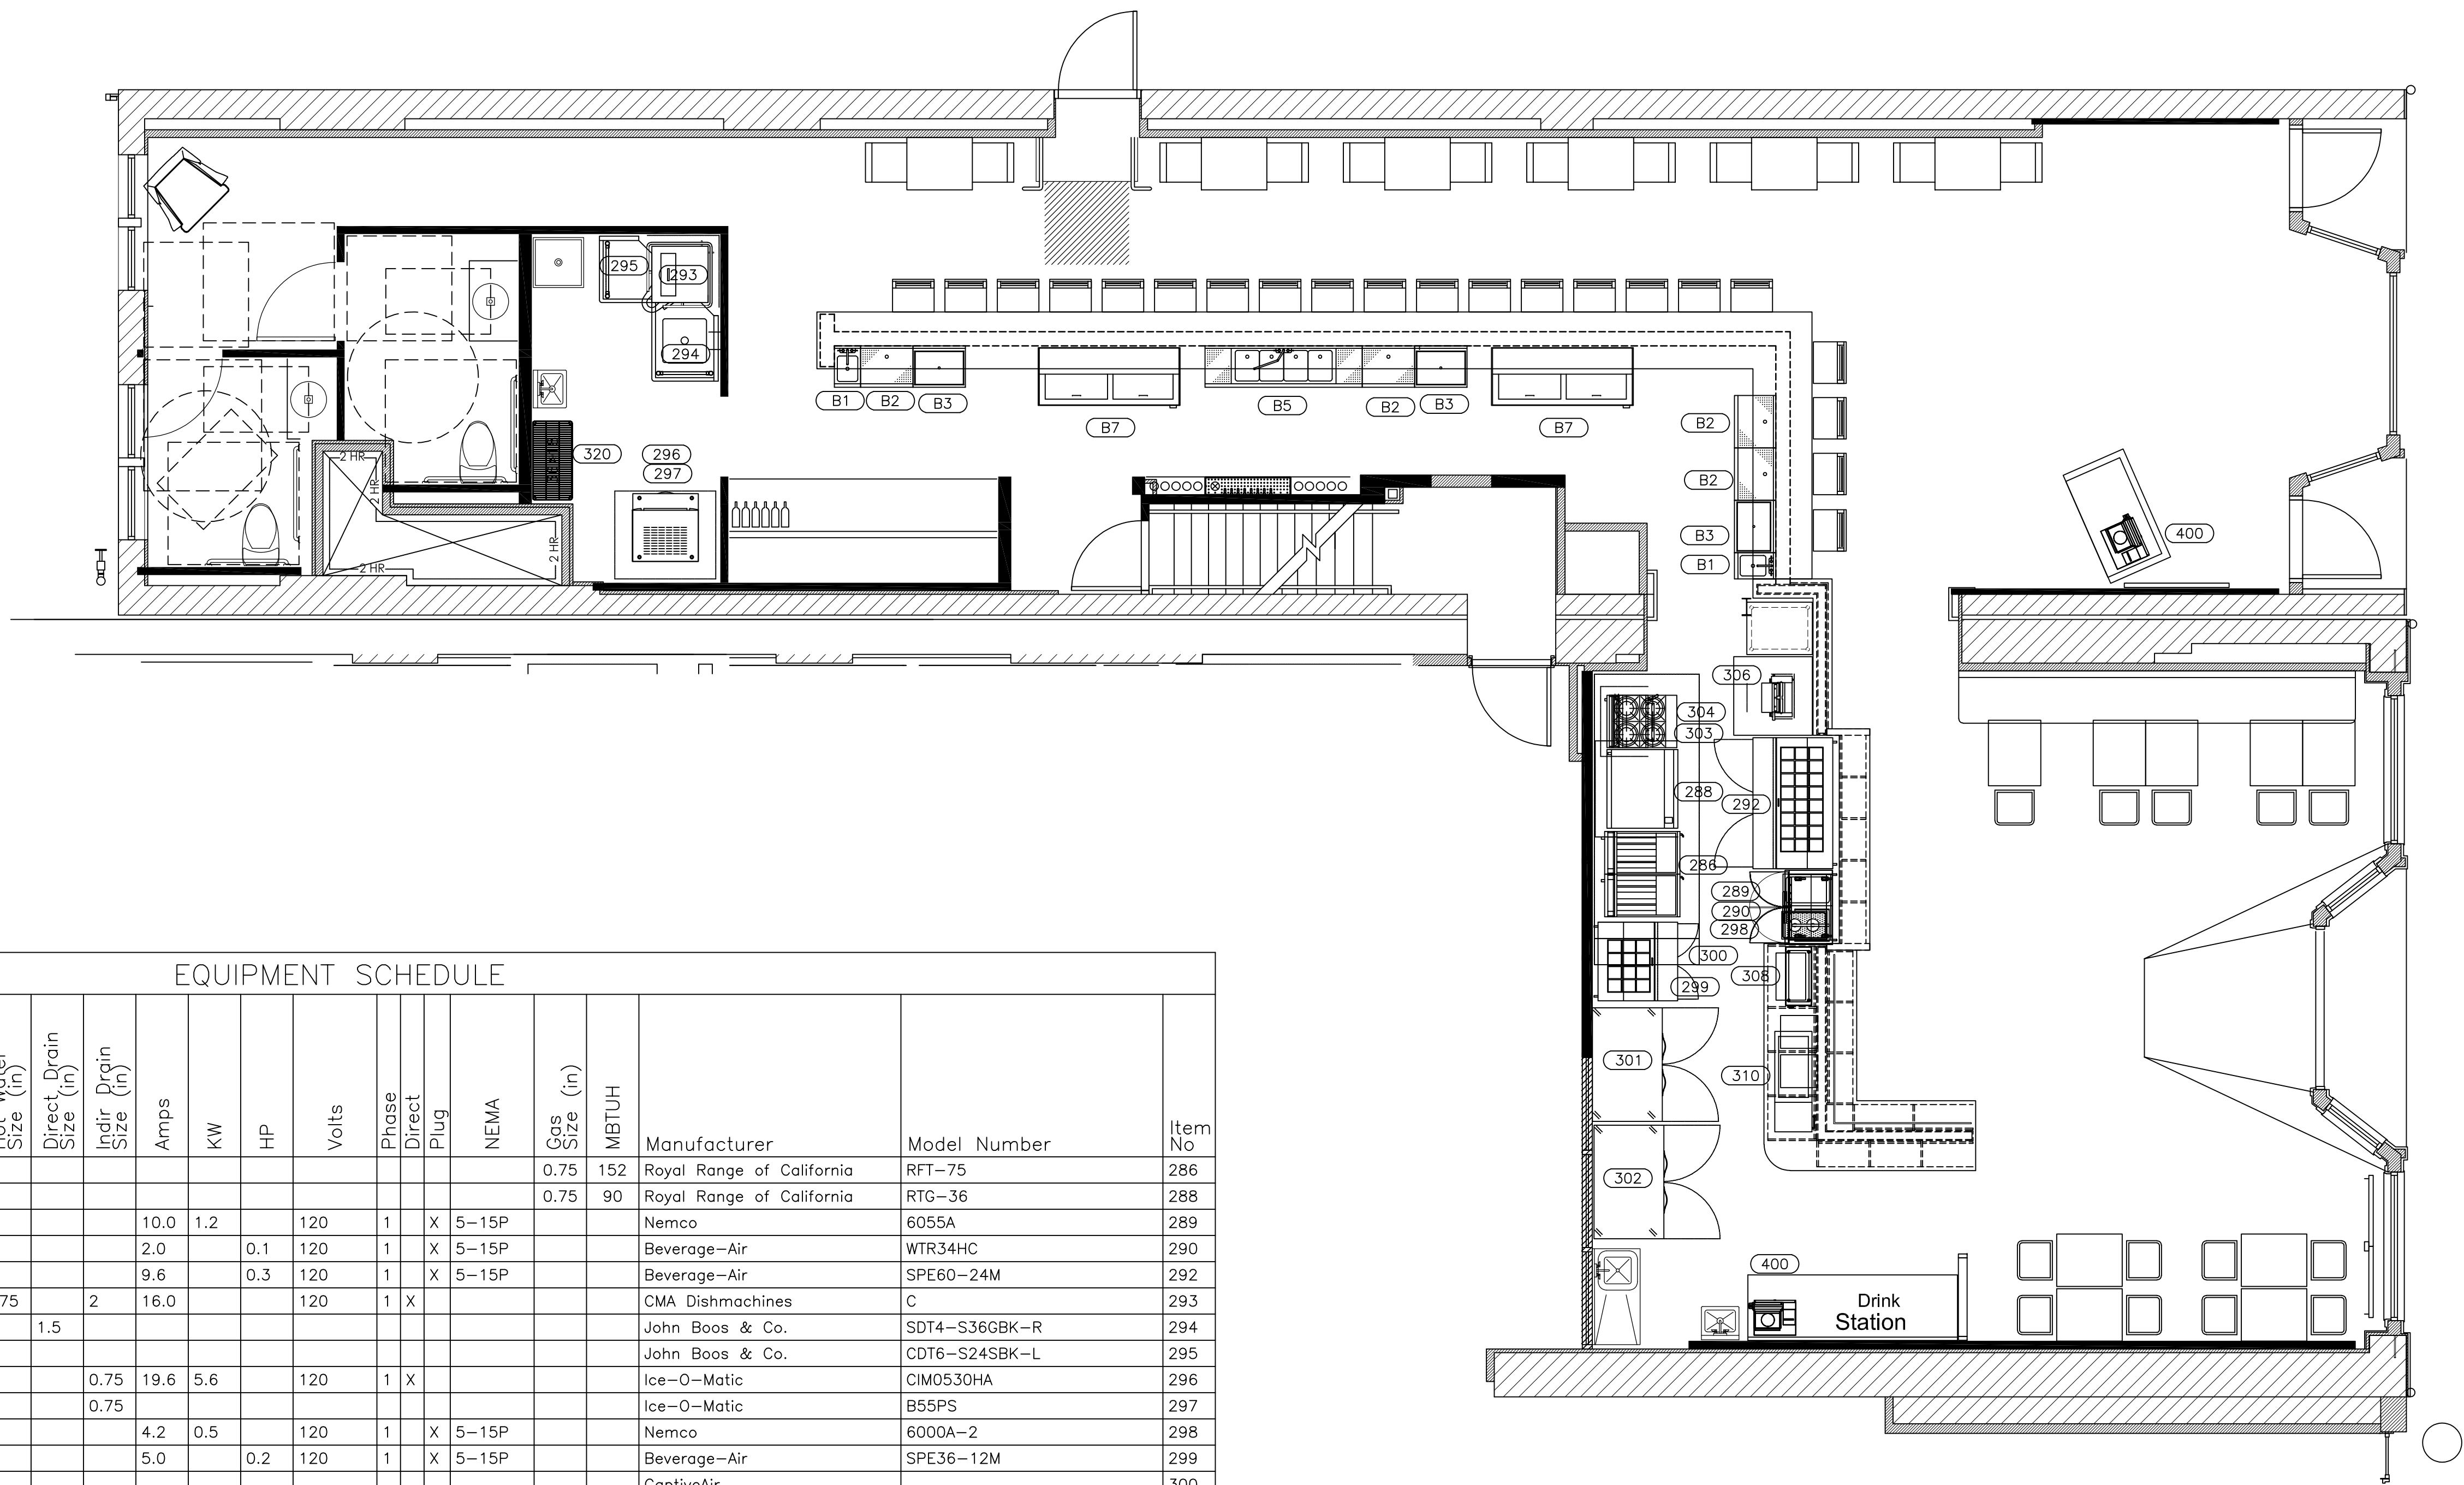 295
293
294
B1
B2
B3
B7
B5
B2
B3
B7
B2
B2
B3
B1
320
296
297
2 HR
2 HR
2 HR
2 HR
400
306
304
303
288
292
286
289
290
298
300
308
299
301
310
302
400
Drink
Station
EQUIPMENT SCHEDULE
Size (in)
Direct Drain
Size (in)
Indir Drain
Size (in)
Amps
KW
HP
Volts
Phase
Direct
Plug
NEMA
Gas
Size (in)
MBTUH
Manufacturer
Model Number
Item
No
0.75 152 Royal Range of California RFT-75 286
0.75 90 Royal Range of California RTG-36 288
10.0 1.2 120 1 X 5-15P Nemco 6055A 289
2.0 0.1 120 1 X 5-15P Beverage-Air WTR34HC 290
9.6 0.3 120 1 X 5-15P Beverage-Air SPE60-24M 292
75 2 16.0 120 1 X CMA Dishmachines C 293
1.5 John Boos & Co. SDT4-S36GBK-R 294
John Boos & Co. CDT6-S24SBK-L 295
0.75 19.6 5.6 120 1 X Ice-O-Matic CIM0530HA 296
0.75 Ice-O-Matic B55PS 297
4.2 0.5 120 1 X 5-15P Nemco 6000A-2 298
5.0 0.2 120 1 X 5-15P Beverage-Air SPE36-12M 299
CaptiveAir 300